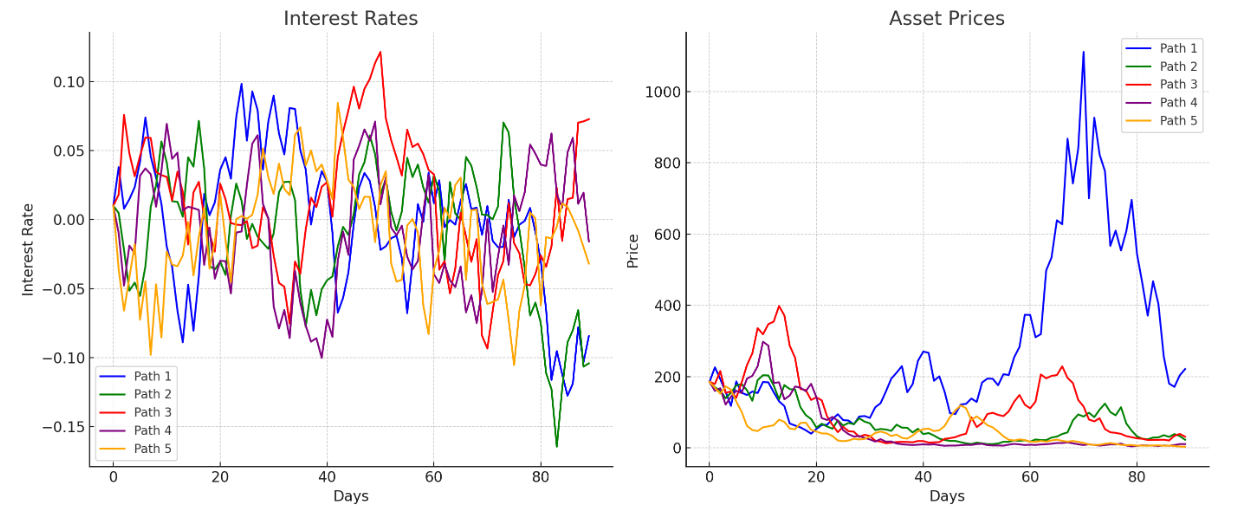 Interest Rates
Interest Rate
0.10
0.05
0.00
−0.05
−0.10
−0.15
Path 1
Path 2
Path 3
Path 4
Path 5
0
20
40
60
80
Days
Asset Prices
Price
1000
800
600
400
200
0
Path 1
Path 2
Path 3
Path 4
Path 5
0
20
40
60
80
Days